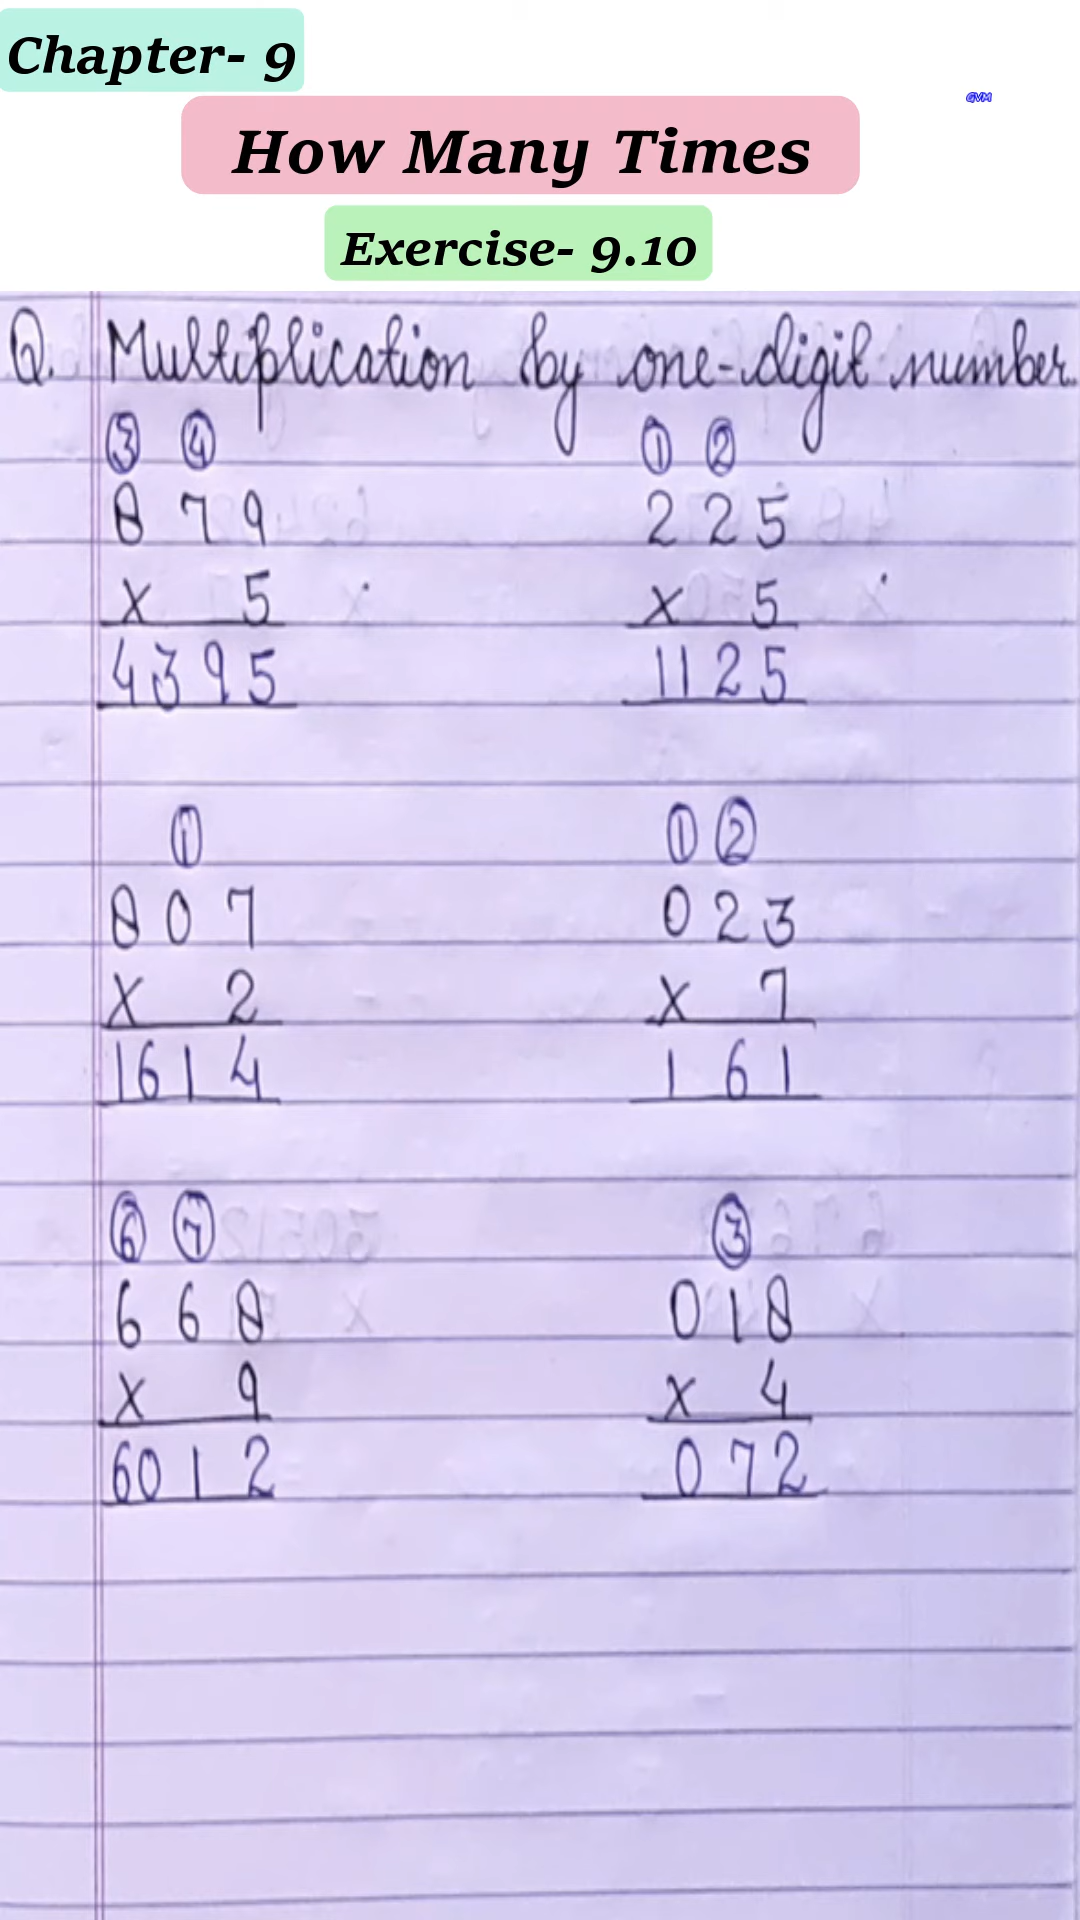 Chapter- 9
GVM
How Many Times
Exercise- 9.10
Q. Multiplication by one-digit number.
③ ④ ① ②
8 7 9 2 2 5
x 5 x 5
4 3 9 5 1 1 2 5
① ① ②
8 0 7 0 2 3
x 2 x 7
1 6 1 4 1 6 1
⑥ ⑦ ③
6 6 8 0 1 8
x 9 x 4
6 0 1 2 0 7 2